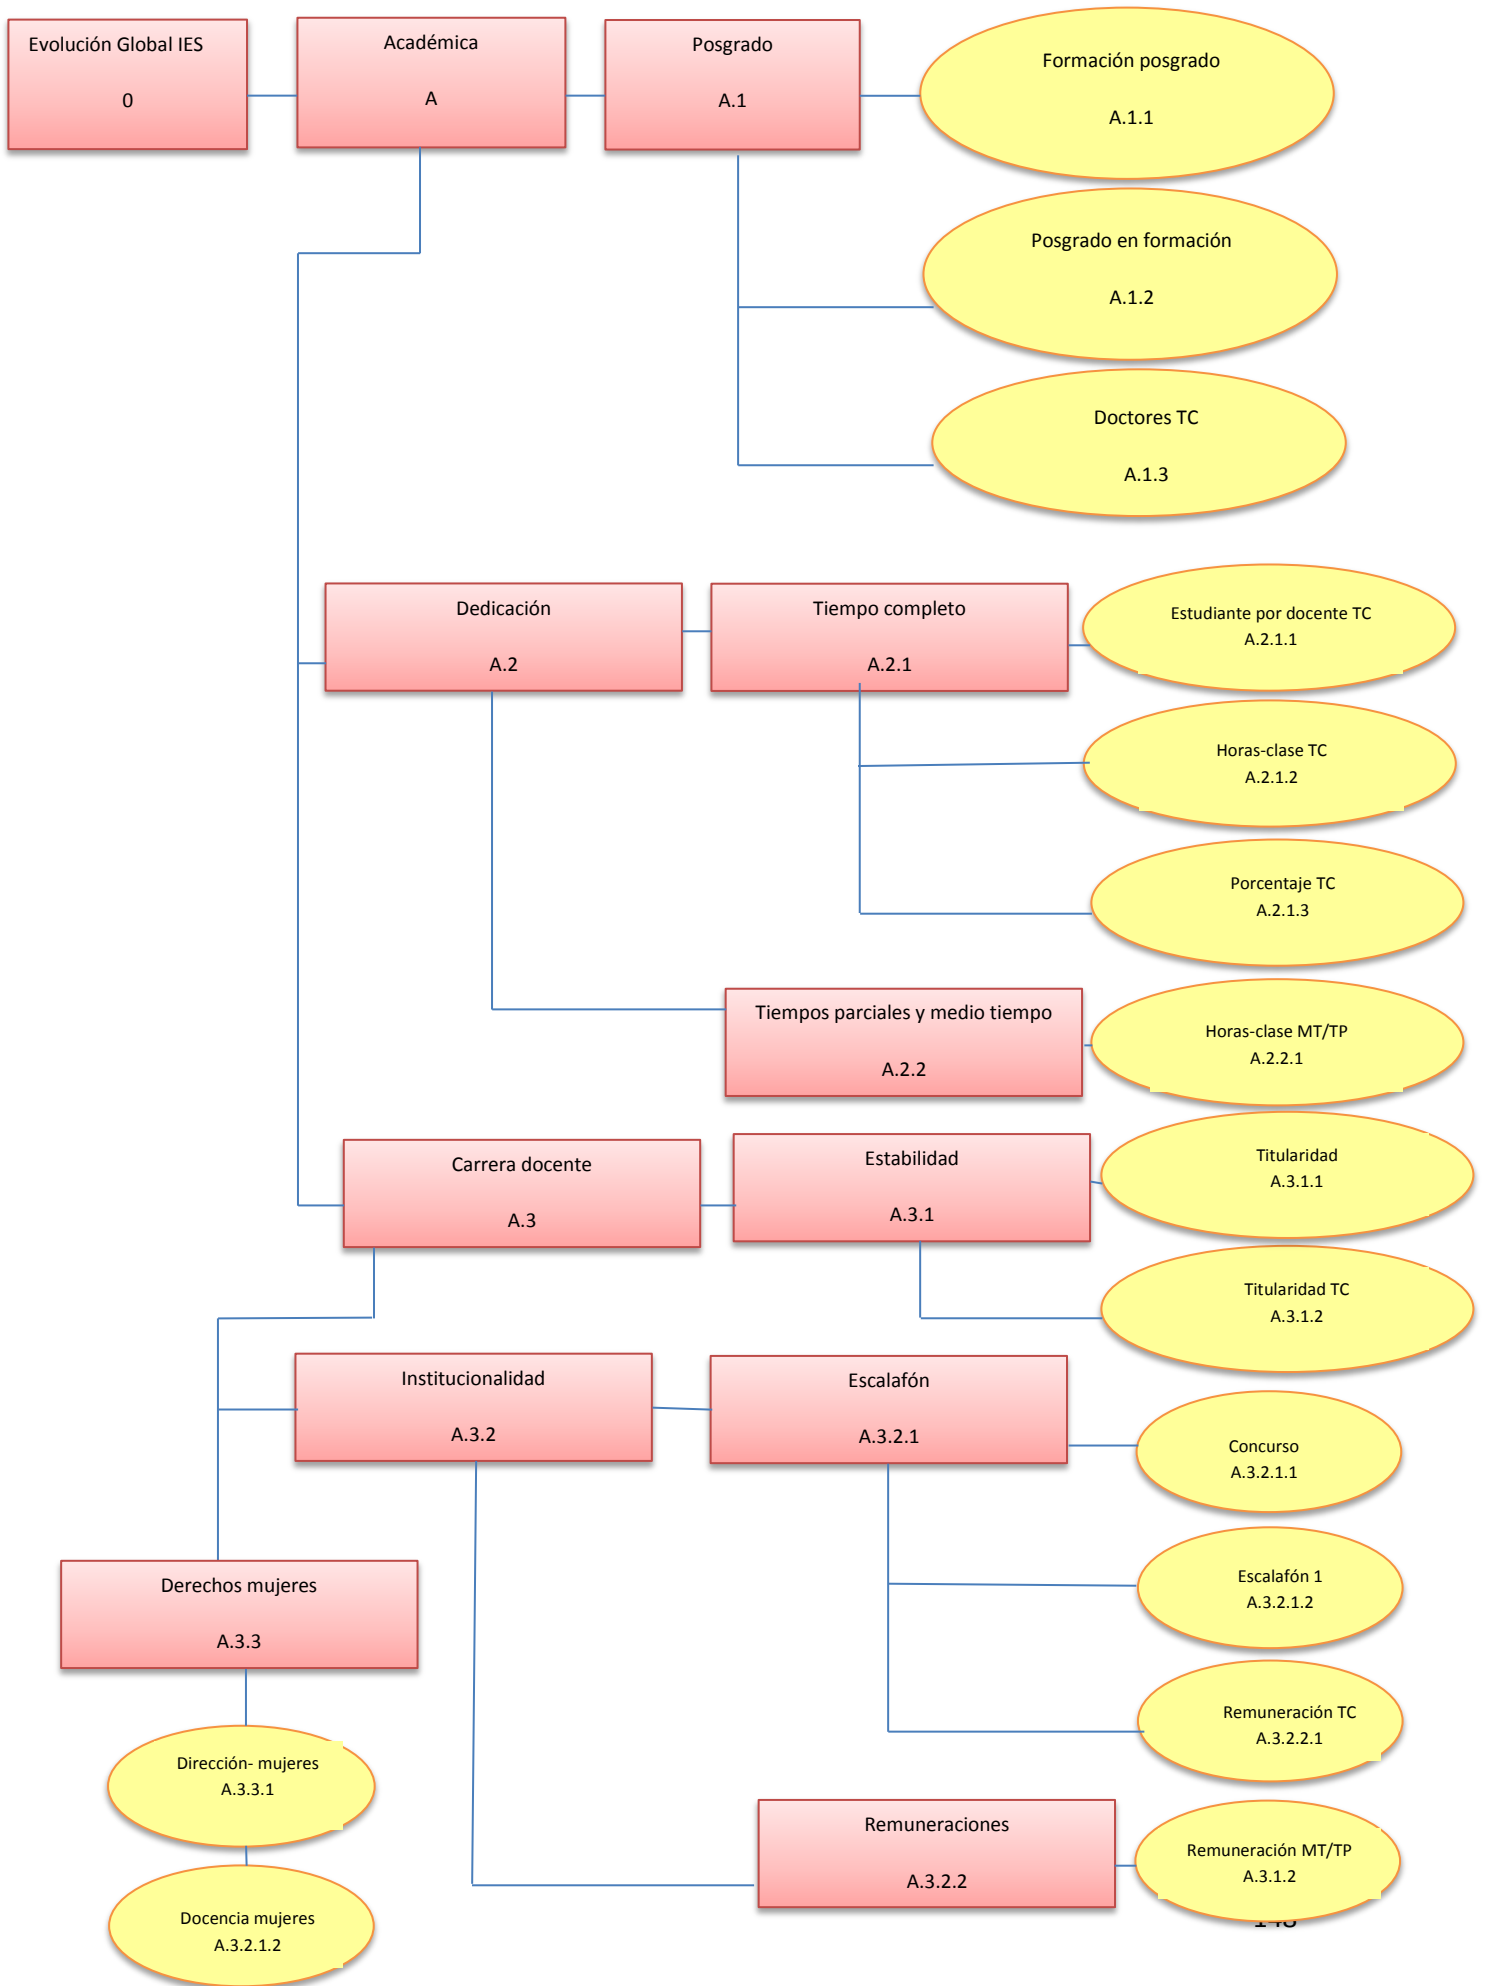 Evolución Global IES
0
Académica
A
Posgrado
A.1
Formación posgrado
A.1.1
Posgrado en formación
A.1.2
Doctores TC
A.1.3
Dedicación
A.2
Tiempo completo
A.2.1
Estudiante por docente TC
A.2.1.1
Horas-clase TC
A.2.1.2
Porcentaje TC
A.2.1.3
Tiempos parciales y medio tiempo
A.2.2
Horas-clase MT/TP
A.2.2.1
Carrera docente
A.3
Estabilidad
A.3.1
Titularidad
A.3.1.1
Titularidad TC
A.3.1.2
Institucionalidad
A.3.2
Escalafón
A.3.2.1
Concurso
A.3.2.1.1
Escalafón 1
A.3.2.1.2
Derechos mujeres
A.3.3
Remuneración TC
A.3.2.2.1
Dirección- mujeres
A.3.3.1
Remuneraciones
A.3.2.2
Remuneración MT/TP
A.3.1.2
Docencia mujeres
A.3.2.1.2